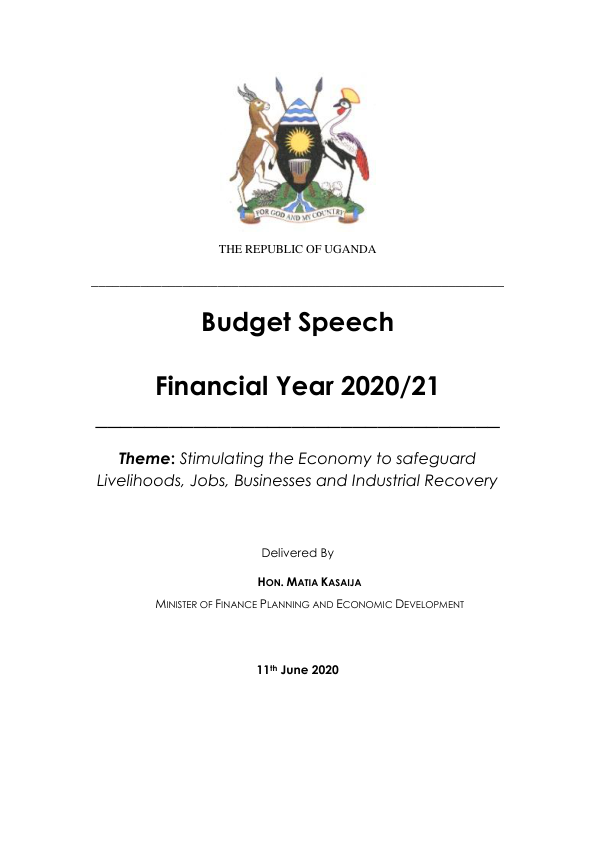 FOR GOD AND MY COUNTRY
THE REPUBLIC OF UGANDA
Budget Speech
Financial Year 2020/21
Theme: Stimulating the Economy to safeguard
Livelihoods, Jobs, Businesses and Industrial Recovery
Delivered By
HON. MATIA KASAIJA
MINISTER OF FINANCE PLANNING AND ECONOMIC DEVELOPMENT
11th June 2020